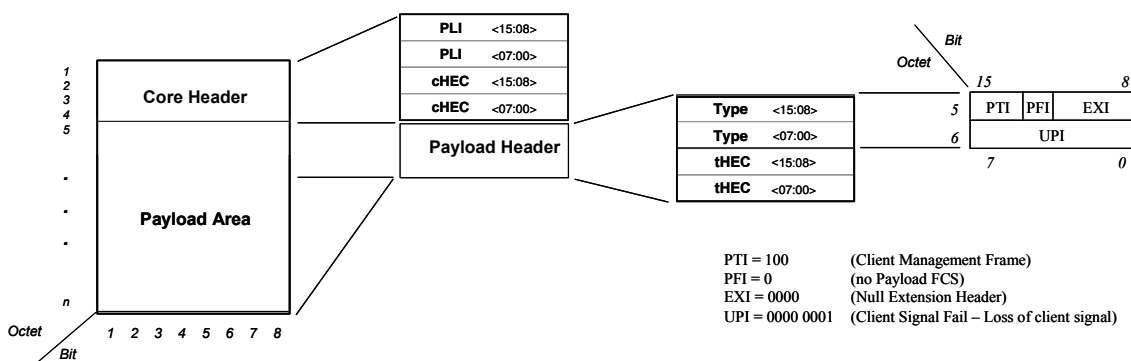 PLI <15:08>
PLI <07:00>
cHEC <15:08>
cHEC <07:00>
1
2
3
4
5
.
.
.
n
Core Header
Payload Area
Octet
Bit
1 2 3 4 5 6 7 8
Payload Header
Type <15:08>
Type <07:00>
tHEC <15:08>
tHEC <07:00>
Bit
Octet
15 8
5 PTI PFI EXI
6 UPI
7 0
PTI = 100 (Client Management Frame)
PFI = 0 (no Payload FCS)
EXI = 0000 (Null Extension Header)
UPI = 0000 0001 (Client Signal Fail – Loss of client signal)